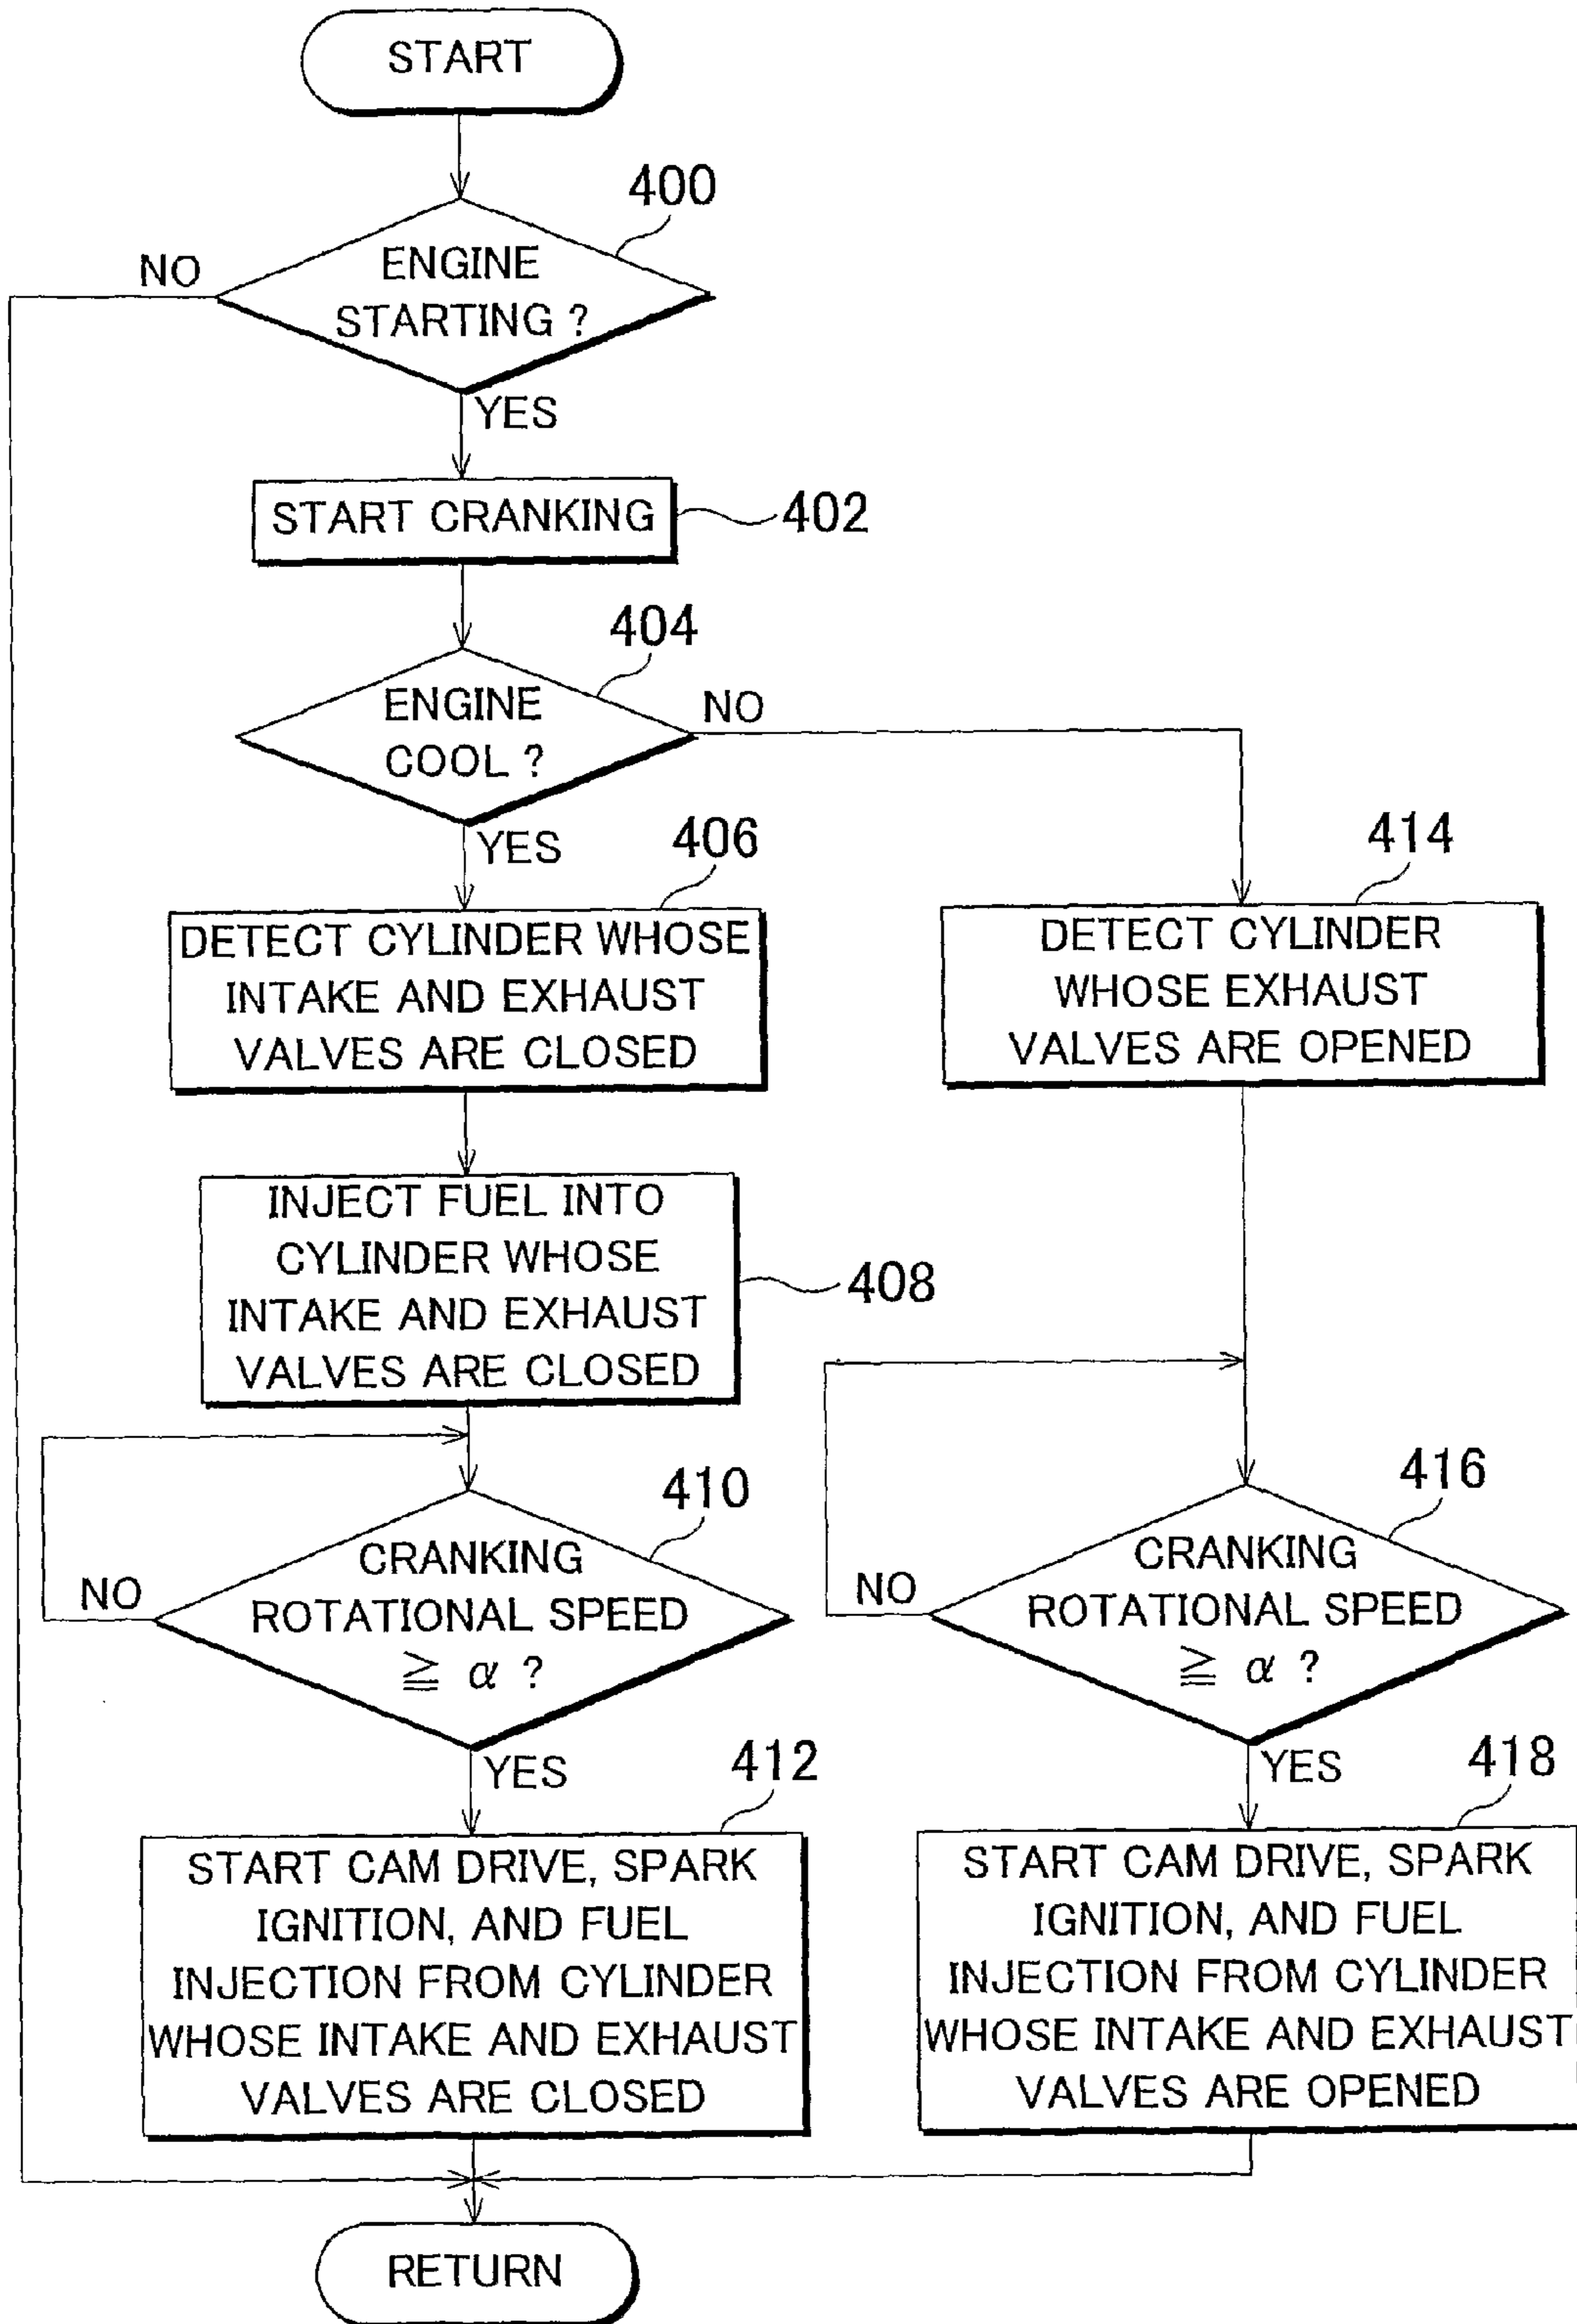 START
400
NO
ENGINE
STARTING ?
YES
START CRANKING
402
404
ENGINE
COOL ?
NO
YES
406
DETECT CYLINDER WHOSE
INTAKE AND EXHAUST
VALVES ARE CLOSED
414
DETECT CYLINDER
WHOSE EXHAUST
VALVES ARE OPENED
INJECT FUEL INTO
CYLINDER WHOSE
INTAKE AND EXHAUST
VALVES ARE CLOSED
408
410
CRANKING
ROTATIONAL SPEED
≧ α ?
NO
YES
416
CRANKING
ROTATIONAL SPEED
≧ α ?
NO
YES
412
START CAM DRIVE, SPARK
IGNITION, AND FUEL
INJECTION FROM CYLINDER
WHOSE INTAKE AND EXHAUST
VALVES ARE CLOSED
418
START CAM DRIVE, SPARK
IGNITION, AND FUEL
INJECTION FROM CYLINDER
WHOSE INTAKE AND EXHAUST
VALVES ARE OPENED
RETURN